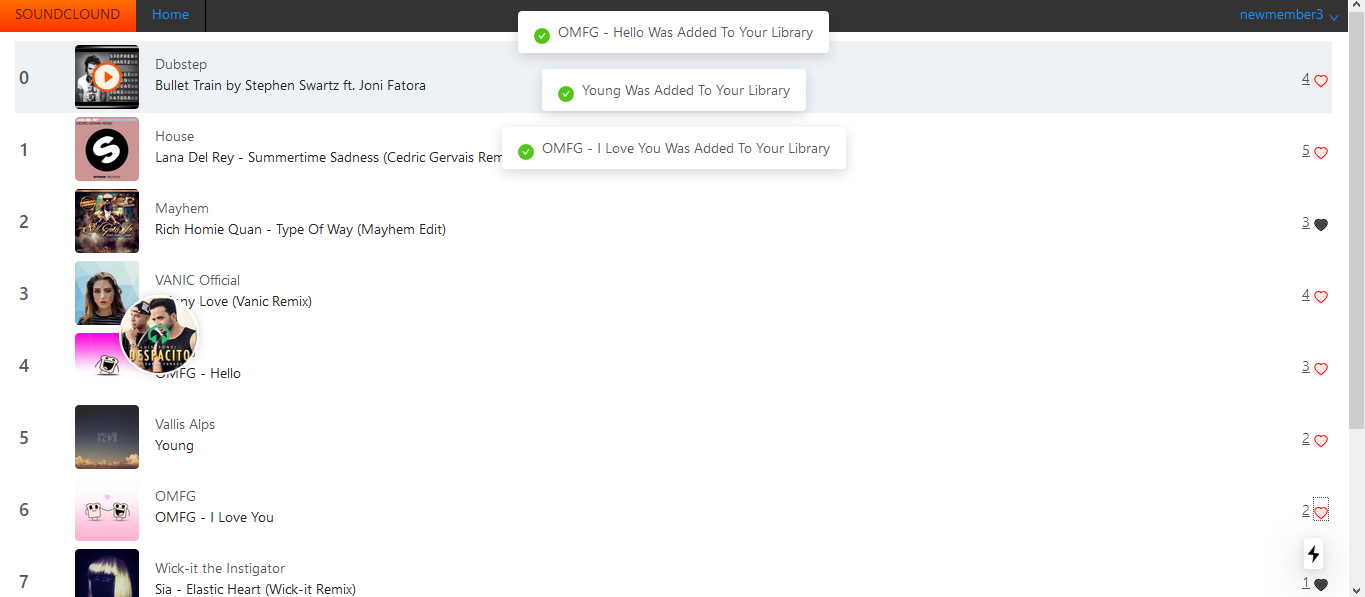 SOUNDCLOUND Home newmember3
OMFG - Hello Was Added To Your Library
Young Was Added To Your Library
OMFG - I Love You Was Added To Your Library
0 Dubstep
Bullet Train by Stephen Swartz ft. Joni Fatora 4
1 House
Lana Del Rey - Summertime Sadness (Cedric Gervais Rem 5
2 Mayhem
Rich Homie Quan - Type Of Way (Mayhem Edit) 3
3 VANIC Official
ny Love (Vanic Remix) 4
DESPACITO
4 OMFG - Hello 3
5 Vallis Alps
Young 2
6 OMFG
OMFG - I Love You 2
7 Wick-it the Instigator
Sia - Elastic Heart (Wick-it Remix) 1